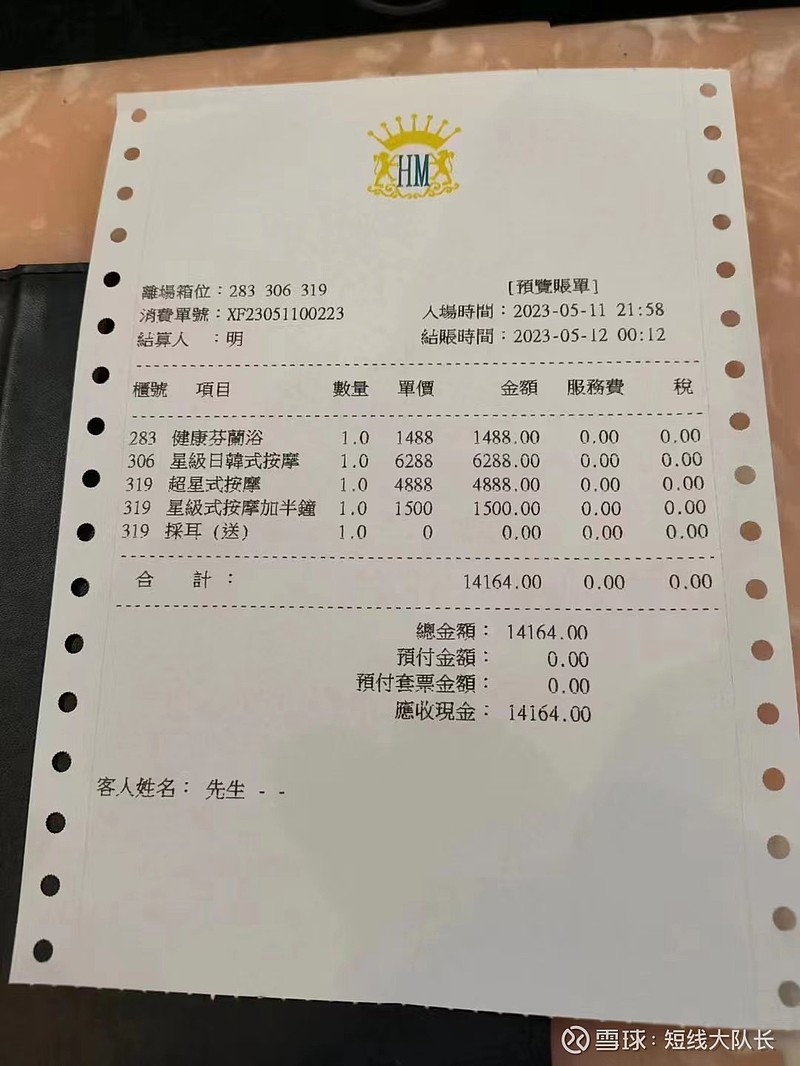 HM
離場箱位：283 306 319
[預覽賬單]
消費單號：XF23051100223
入場時間：2023-05-11 21:58
結算人 ：明
結賬時間：2023-05-12 00:12
櫃號 項目 數量 單價 金額 服務費 稅
283 健康芬蘭浴 1.0 1488 1488.00 0.00 0.00
306 星級日韓式按摩 1.0 6288 6288.00 0.00 0.00
319 超星式按摩 1.0 4888 4888.00 0.00 0.00
319 星級式按摩加半鐘 1.0 1500 1500.00 0.00 0.00
319 採耳 (送) 1.0 0 0.00 0.00 0.00
合 計： 14164.00 0.00 0.00
總金額： 14164.00
預付金額： 0.00
預付套票金額： 0.00
應收現金： 14164.00
客人姓名： 先生 - -
雪球：短线大队长